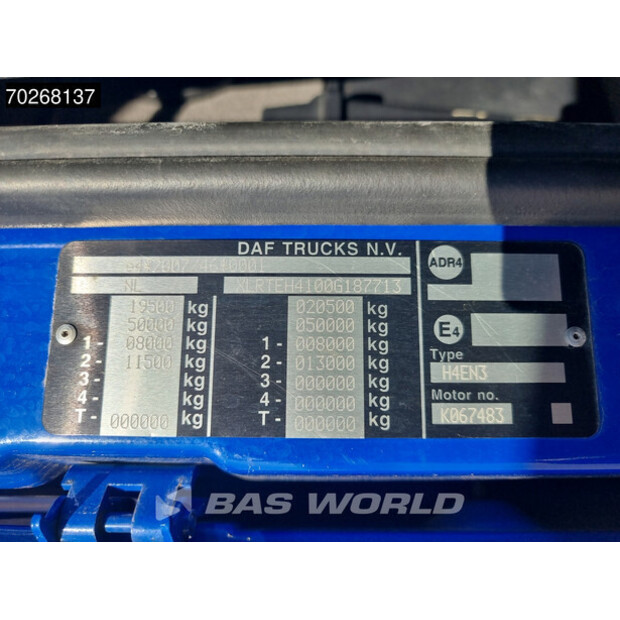 70268137
DAF TRUCKS N.V.
NL XLRTEH4100G187713
19500 kg 020500 kg
50000 kg 050000 kg
1- 08000 kg 1- 008000 kg
2- 11500 kg 2- 013000 kg
3- kg 3- 000000 kg
4- kg 4- 000000 kg
T- 000000 kg T- 000000 kg
ADR4
E4
Type
H4EN3
Motor no.
K067483
BAS WORLD